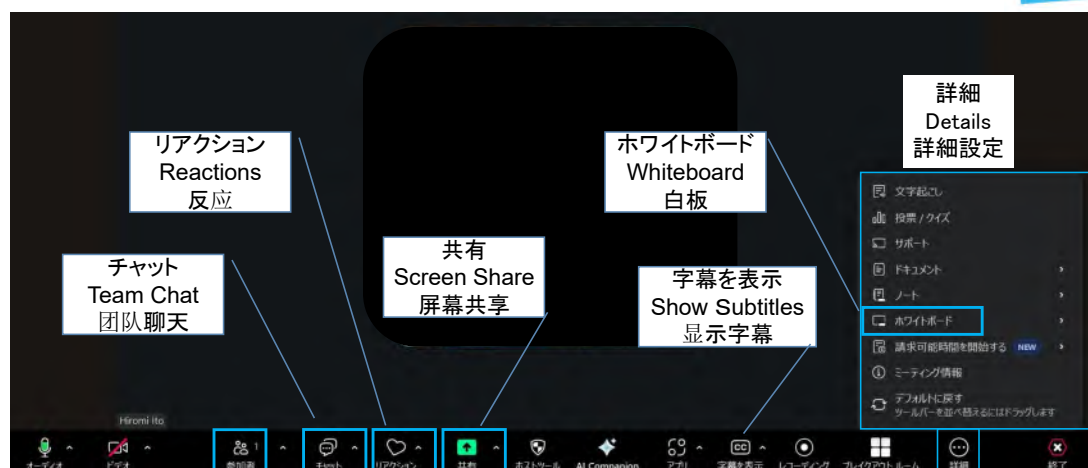 詳細
Details
詳細設定
リアクション
Reactions
反应
ホワイトボード
Whiteboard
白板
チャット
Team Chat
团队聊天
共有
Screen Share
屏幕共享
字幕を表示
Show Subtitles
显示字幕
文字起こし
投票 / クイズ
サポート
ドキュメント
ノート
ホワイトボード
請求可能時間を開始する NEW
ミーティング情報
デフォルトに戻す
ツールバーを並べ替えるにはドラッグします
Hiromi Ito
1
CC
オーディオ ビデオ 参加者 チャット リアクション 共有 ホストツール AI Companion アプリ 字幕を表示 レコーディング ブレイクアウト ルーム 詳細 終了